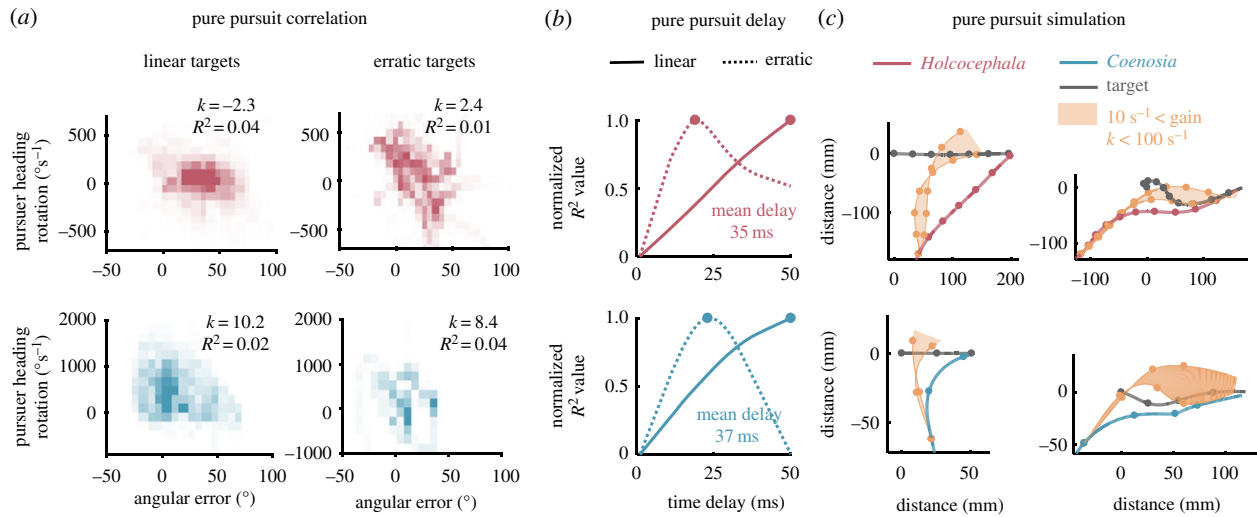 (a) pure pursuit correlation
linear targets
erratic targets
k = −2.3
R² = 0.04
k = 2.4
R² = 0.01
pursuer heading
rotation (°s⁻¹)
500
0
−500
−50 0 50 100
500
0
−500
−50 0 50 100
k = 10.2
R² = 0.02
k = 8.4
R² = 0.04
pursuer heading
rotation (°s⁻¹)
2000
1000
0
−50 0 50 100
angular error (°)
2000
1000
0
−1000
−50 0 50 100
angular error (°)
(b) pure pursuit delay
linear erratic
normalized
R² value
1.0
0.5
0
mean delay
35 ms
0 25 50
normalized
R² value
1.0
0.5
0
mean delay
37 ms
0 25 50
time delay (ms)
(c) pure pursuit simulation
Holcocephala
Coenosia
target
10 s⁻¹ < gain
k < 100 s⁻¹
distance (mm)
0
−100
0 100 200
0
−100
−100 0 100
distance (mm)
0
−50
0 50
distance (mm)
0
−50
0 50 100
distance (mm)